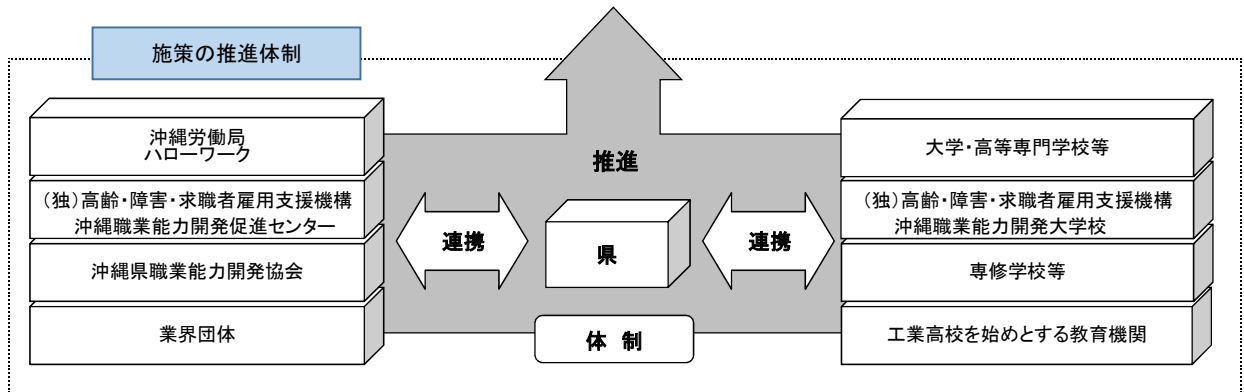 施策の推進体制
沖縄労働局
ハローワーク
(独)高齢・障害・求職者雇用支援機構
沖縄職業能力開発促進センター
沖縄県職業能力開発協会
業界団体
推進
連携
県
連携
体 制
大学・高等専門学校等
(独)高齢・障害・求職者雇用支援機構
沖縄職業能力開発大学校
専修学校等
工業高校を始めとする教育機関